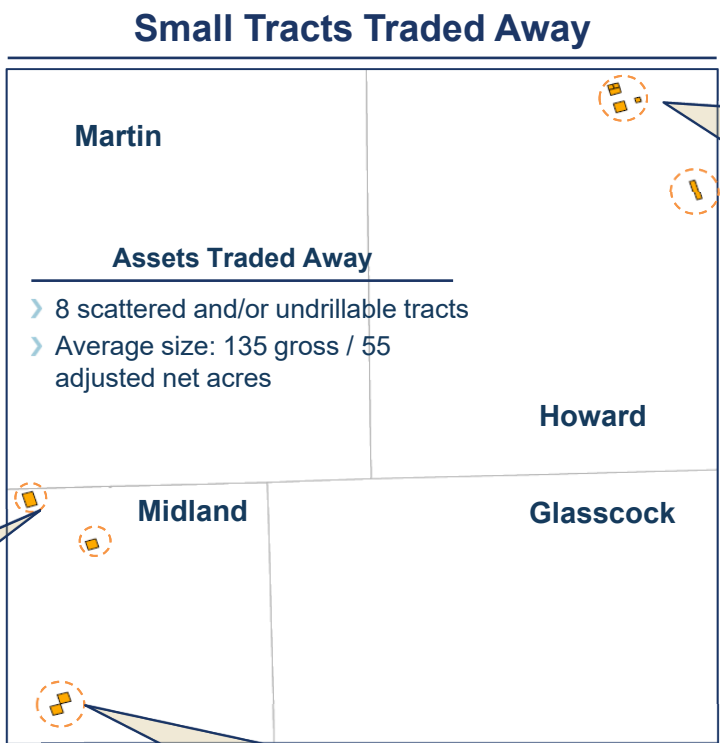 Small Tracts Traded Away
Martin
Assets Traded Away
❯ 8 scattered and/or undrillable tracts
❯ Average size: 135 gross / 55
adjusted net acres
Howard
Midland
Glasscock